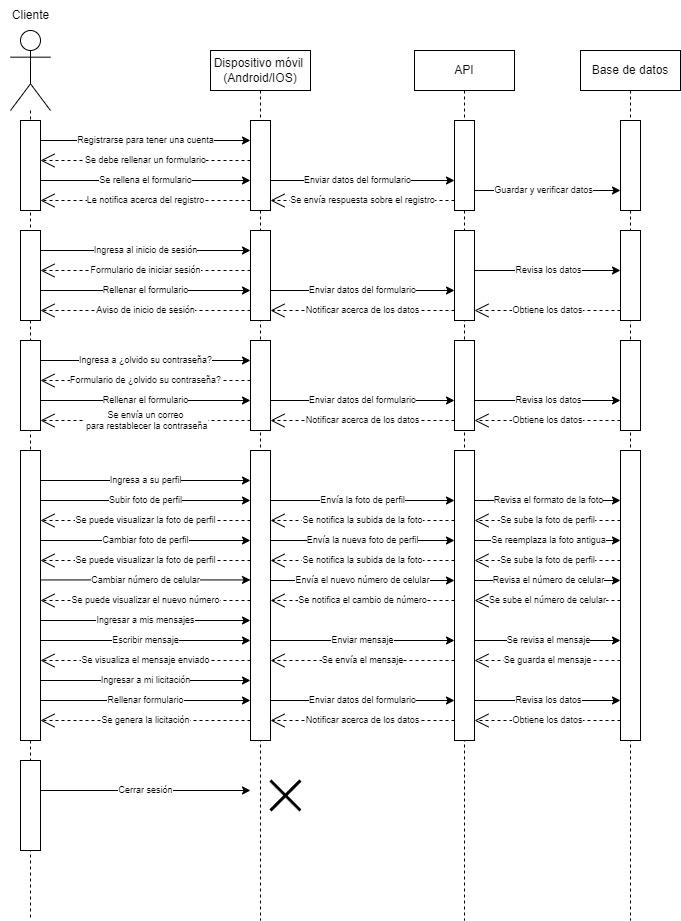 Cliente
Dispositivo móvil
(Android/IOS)
API
Base de datos
Registrarse para tener una cuenta
Se debe rellenar un formulario
Se rellena el formulario
Enviar datos del formulario
Guardar y verificar datos
Le notifica acerca del registro
Se envía respuesta sobre el registro
Ingresa al inicio de sesión
Formulario de iniciar sesión
Revisa los datos
Rellenar el formulario
Enviar datos del formulario
Aviso de inicio de sesión
Notificar acerca de los datos
Obtiene los datos
Ingresa a ¿olvido su contraseña?
Formulario de ¿olvido su contraseña?
Rellenar el formulario
Enviar datos del formulario
Revisa los datos
Se envía un correo
para restablecer la contraseña
Notificar acerca de los datos
Obtiene los datos
Ingresa a su perfil
Subir foto de perfil
Envía la foto de perfil
Revisa el formato de la foto
Se puede visualizar la foto de perfil
Se notifica la subida de la foto
Se sube la foto de perfil
Cambiar foto de perfil
Envía la nueva foto de perfil
Se reemplaza la foto antigua
Se puede visualizar la foto de perfil
Se notifica la subida de la foto
Se sube la foto de perfil
Cambiar número de celular
Envía el nuevo número de celular
Revisa el número de celular
Se puede visualizar el nuevo número
Se notifica el cambio de número
Se sube el número de celular
Ingresar a mis mensajes
Escribir mensaje
Enviar mensaje
Se revisa el mensaje
Se visualiza el mensaje enviado
Se envía el mensaje
Se guarda el mensaje
Ingresar a mi licitación
Rellenar formulario
Enviar datos del formulario
Revisa los datos
Se genera la licitación
Notificar acerca de los datos
Obtiene los datos
Cerrar sesión